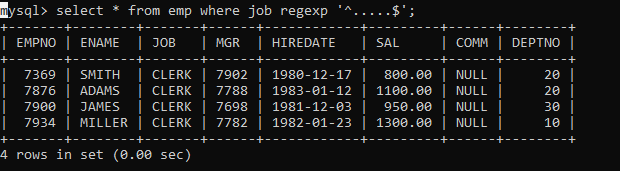 mysql> select * from emp where job regexp '^.....$';
+-------+--------+-------+------+------------+---------+------+--------+
| EMPNO | ENAME  | JOB   | MGR  | HIREDATE   | SAL     | COMM | DEPTNO |
+-------+--------+-------+------+------------+---------+------+--------+
|  7369 | SMITH  | CLERK | 7902 | 1980-12-17 |  800.00 | NULL |     20 |
|  7876 | ADAMS  | CLERK | 7788 | 1983-01-12 | 1100.00 | NULL |     20 |
|  7900 | JAMES  | CLERK | 7698 | 1981-12-03 |  950.00 | NULL |     30 |
|  7934 | MILLER | CLERK | 7782 | 1982-01-23 | 1300.00 | NULL |     10 |
+-------+--------+-------+------+------------+---------+------+--------+
4 rows in set (0.00 sec)